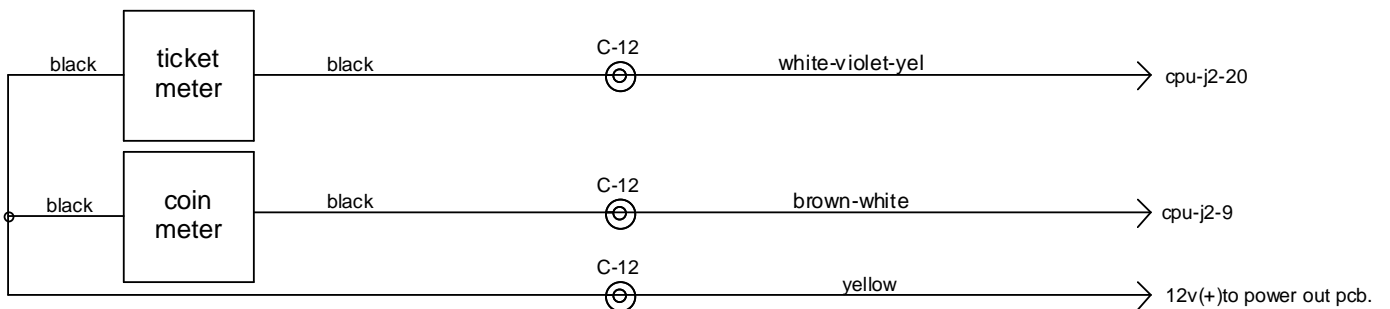 black
ticket
meter
black
C-12
white-violet-yel
cpu-j2-20
black
coin
meter
black
C-12
brown-white
cpu-j2-9
C-12
yellow
12v(+)to power out pcb.